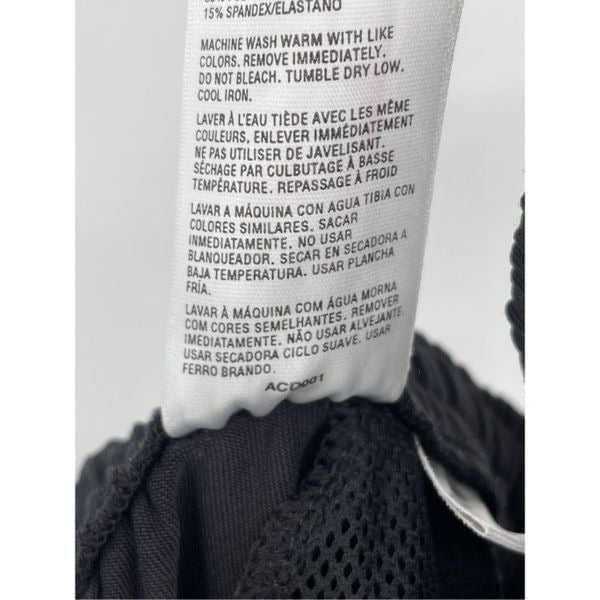 15% SPANDEX/ELASTANO
MACHINE WASH WARM WITH LIKE
COLORS, REMOVE IMMEDIATELY.
DO NOT BLEACH. TUMBLE DRY LOW.
COOL IRON.
LAVER À L'EAU TIÈDE AVEC LES MÊME
COULEURS, ENLEVER IMMÉDIATEMENT
NE PAS UTILISER DE JAVELISANT.
SÉCHAGE PAR CULBUTAGE À BASSE
TEMPÉRATURE. REPASSAGE À FROID
LAVAR A MÁQUINA CON AGUA TIBIA CON
COLORES SIMILARES. SACAR
INMEDIATAMENTE. NO USAR
BLANQUEADOR. SECAR EN SECADORA A
BAJA TEMPERATURA. USAR PLANCHA
FRÍA.
LAVAR À MÁQUINA COM ÁGUA MORNA
COM CORES SEMELHANTES. REMOVER
IMEDIATAMENTE. NÃO USAR ALVEJANTE.
USAR SECADORA CICLO SUAVE. USAR
FERRO BRANDO.
ACD001